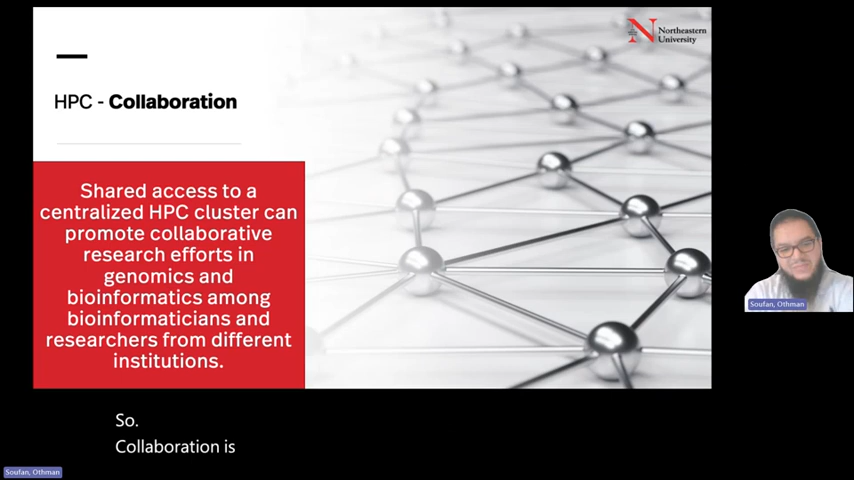 Northeastern
University
HPC - Collaboration
Shared access to a
centralized HPC cluster can
promote collaborative
research efforts in
genomics and
bioinformatics among
bioinformaticians and
researchers from different
institutions.
Soufan, Othman
So.
Collaboration is
Soufan, Othman